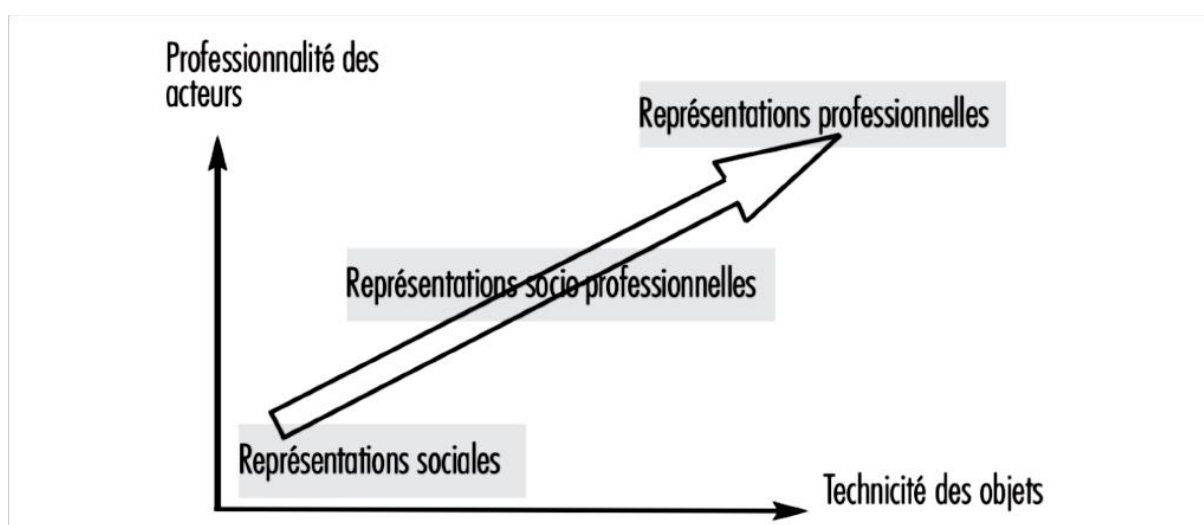 Professionnalité des
acteurs
Représentations professionnelles
Représentations socio professionnelles
Représentations sociales
Technicité des objets